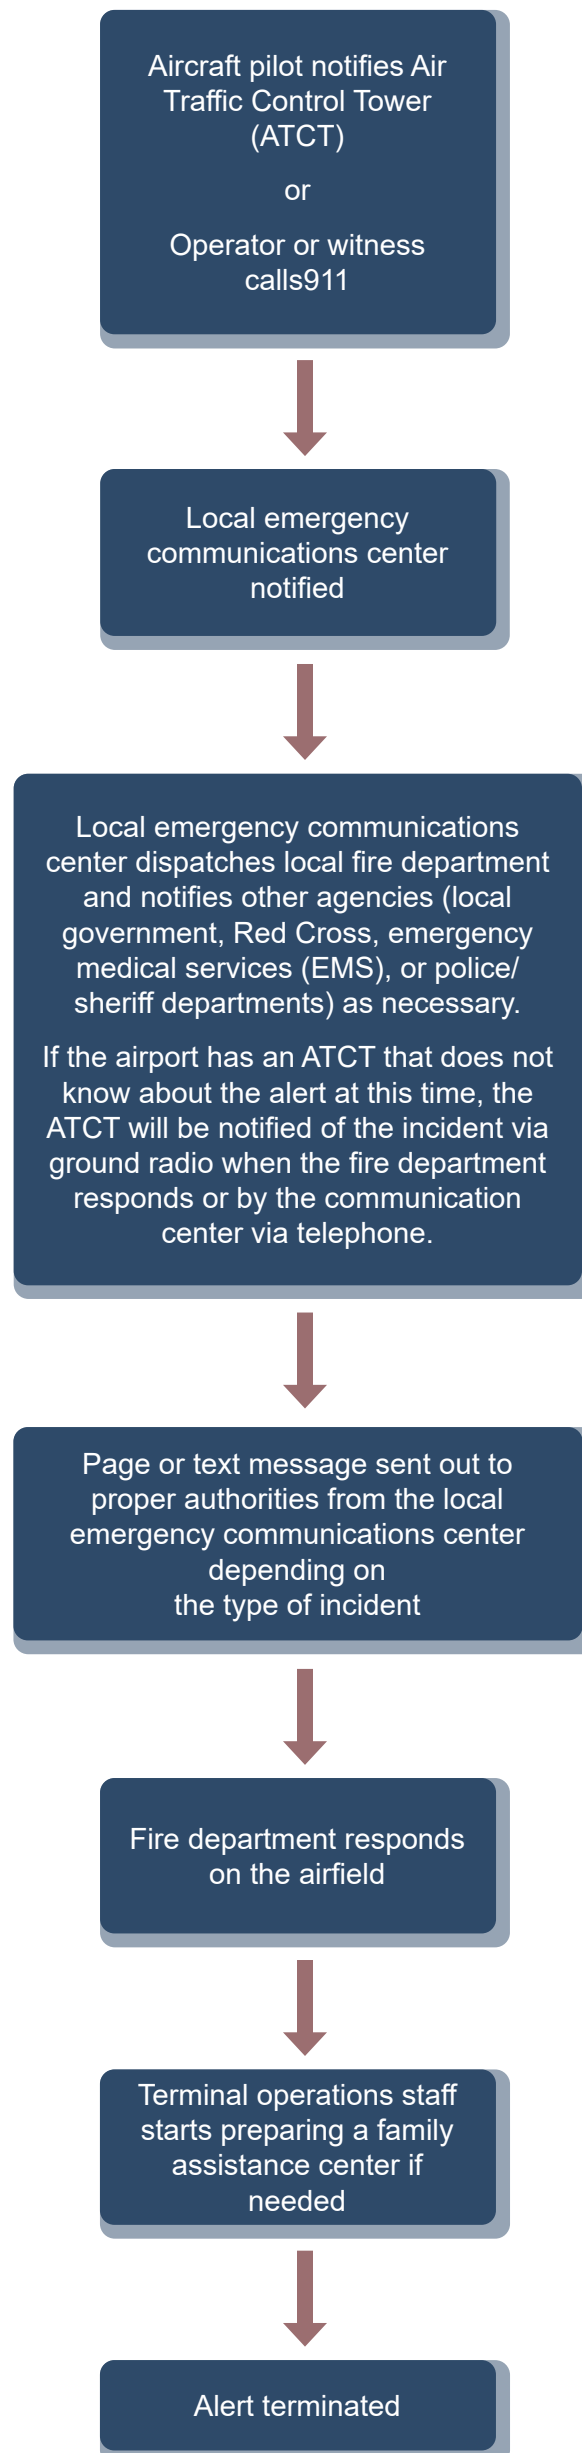 Aircraft pilot notifies Air
Traffic Control Tower
(ATCT)
or
Operator or witness
calls911
Local emergency
communications center
notified
Local emergency communications
center dispatches local fire department
and notifies other agencies (local
government, Red Cross, emergency
medical services (EMS), or police/
sheriff departments) as necessary.
If the airport has an ATCT that does not
know about the alert at this time, the
ATCT will be notified of the incident via
ground radio when the fire department
responds or by the communication
center via telephone.
Page or text message sent out to
proper authorities from the local
emergency communications center
depending on
the type of incident
Fire department responds
on the airfield
Terminal operations staff
starts preparing a family
assistance center if
needed
Alert terminated